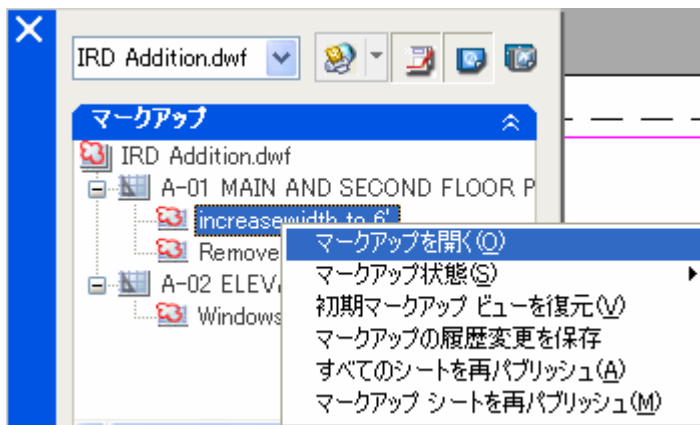 IRD Addition.dwf
マークアップ
IRD Addition.dwf
A-01 MAIN AND SECOND FLOOR P
increasewidth to 6'
Remove
A-02 ELEV
Windows
マークアップを開く(O)
マークアップ状態(S)
初期マークアップ ビューを復元(V)
マークアップの履歴変更を保存
すべてのシートを再パブリッシュ(A)
マークアップ シートを再パブリッシュ(M)